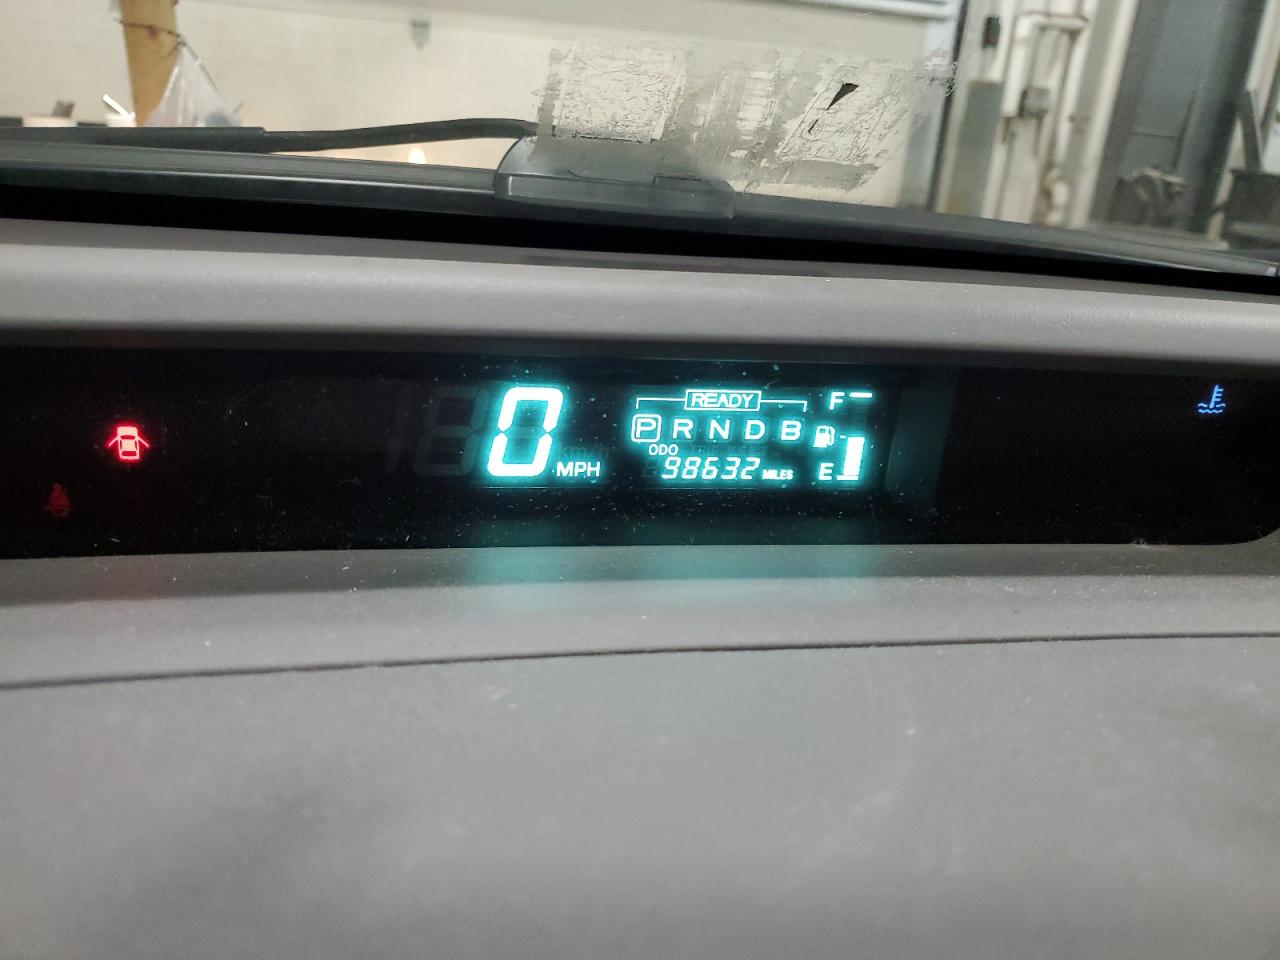 READY
F
P R N D B
0 MPH
ODO
98632 MILES
E